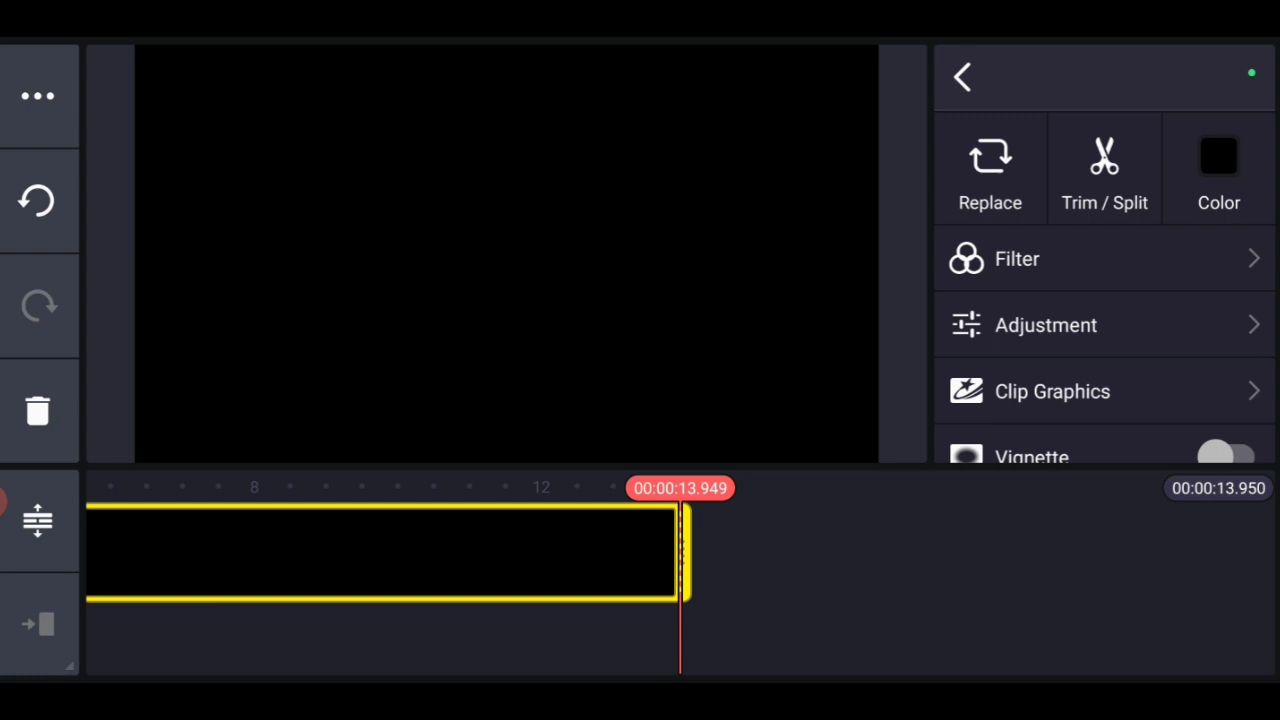 Replace
Trim / Split
Color
Filter
Adjustment
Clip Graphics
Vignette
8
12
00:00:13.949
00:00:13.950